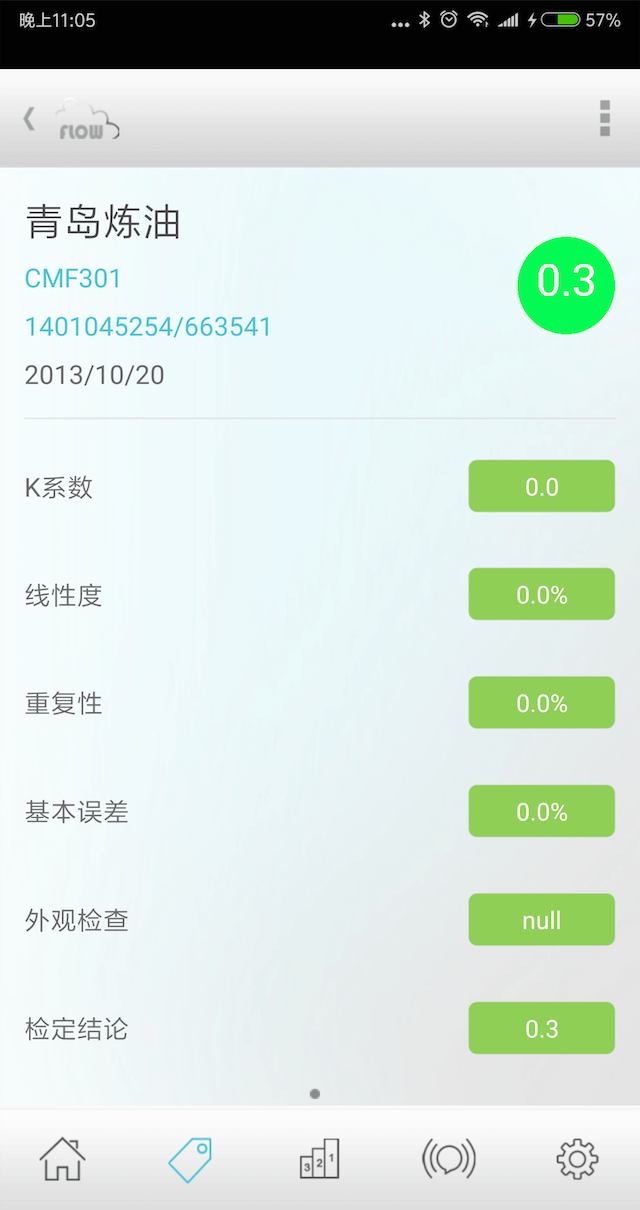 晚上11:05
57%
FLOW
青岛炼油
CMF301
0.3
1401045254/663541
2013/10/20
K系数 0.0
线性度 0.0%
重复性 0.0%
基本误差 0.0%
外观检查 null
检定结论 0.3
3 2 1